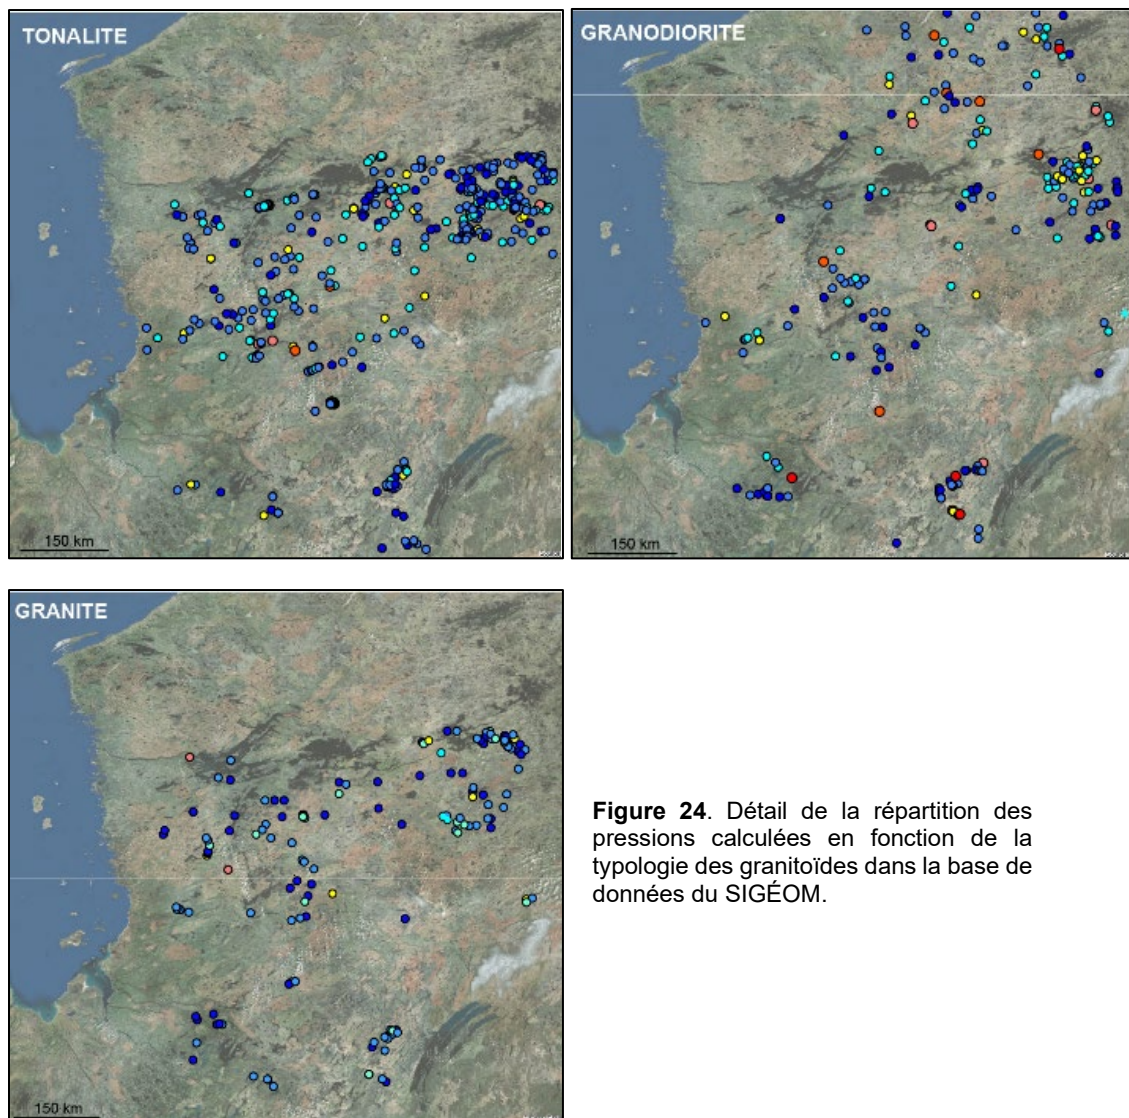 TONALITE
GRANODIORITE
150 km
150 km
GRANITE
Figure 24. Détail de la répartition des
pressions calculées en fonction de la
typologie des granitoïdes dans la base de
données du SIGÉOM.
150 km